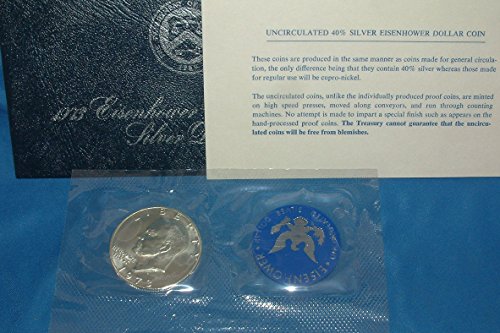 UNCIRCULATED 40% SILVER EISENHOWER DOLLAR COIN
These coins are produced in the same manner as coins made for general circula-
tion, the only difference being that they contain 40% silver whereas those made
for regular use will be cupro-nickel.
The uncirculated coins, unlike the individually produced proof coins, are minted
on high speed presses, moved along conveyors, and run through counting
machines. No attempt is made to impart a special finish such as appears on the
hand-processed proof coins. The Treasury cannot guarantee that the uncircu-
lated coins will be free from blemishes.
1973 Eisenhower
Silver D
LIBERTY
EISENHOWER